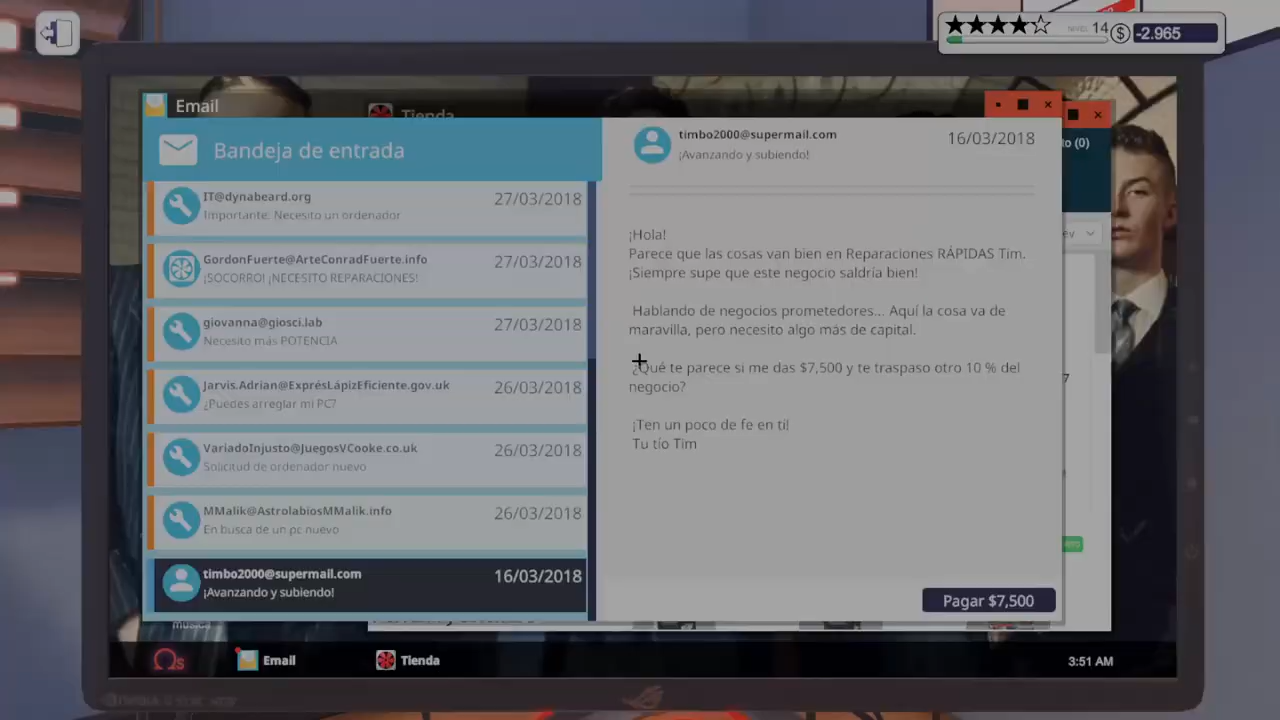 NIVEL 14
$ -2.965
Email
Tienda
Bandeja de entrada
IT@dynabeard.org 27/03/2018
Importante: Necesito un ordenador
GordonFuerte@ArteConradFuerte.info 27/03/2018
¡SOCORRO! ¡NECESITO REPARACIONES!
giovanna@giosci.lab 27/03/2018
Necesito más POTENCIA
Jarvis.Adrian@ExprésLápizEficiente.gov.uk 26/03/2018
¿Puedes arreglar mi PC?
VariadoInjusto@JuegosVCooke.co.uk 26/03/2018
Solicitud de ordenador nuevo
MMalik@AstrolabiosMMalik.info 26/03/2018
En busca de un pc nuevo
timbo2000@supermail.com 16/03/2018
¡Avanzando y subiendo!
timbo2000@supermail.com 16/03/2018
¡Avanzando y subiendo!
¡Hola!
Parece que las cosas van bien en Reparaciones RÁPIDAS Tim.
¡Siempre supe que este negocio saldría bien!
Hablando de negocios prometedores... Aquí la cosa va de
maravilla, pero necesito algo más de capital.
¿Qué te parece si me das $7,500 y te traspaso otro 10 % del
negocio?
¡Ten un poco de fe en ti!
Tu tío Tim
Pagar $7,500
to (0)
ev
7
música
Ωs
Email
Tienda
3:51 AM